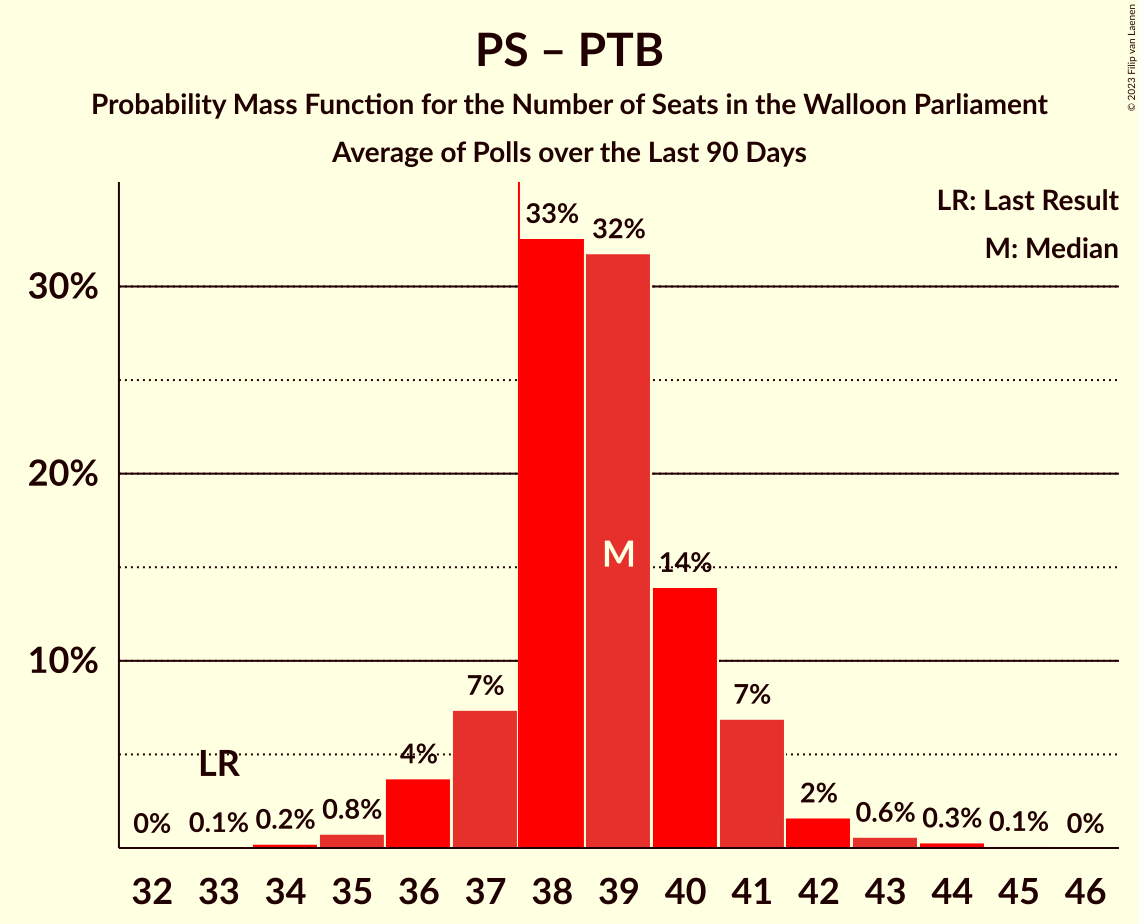 PS – PTB
Probability Mass Function for the Number of Seats in the Walloon Parliament
Average of Polls over the Last 90 Days
© 2023 Filip van Laenen
LR: Last Result
M: Median
30%
20%
10%
0%
0.1%
0.2%
0.8%
4%
7%
33%
32%
14%
7%
2%
0.6%
0.3%
0.1%
0%
LR
M
32 33 34 35 36 37 38 39 40 41 42 43 44 45 46